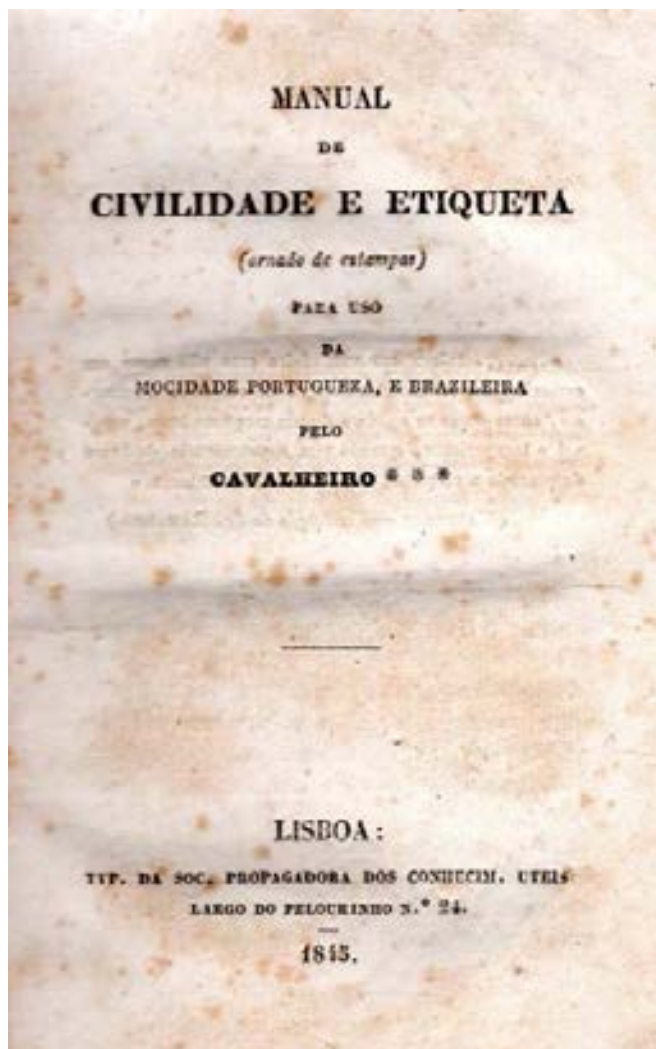 MANUAL
DE
CIVILIDADE E ETIQUETA
(ornado de estampas)
PARA USO
DA
MOCIDADE PORTUGUEZA, E BRAZILEIRA
PELO
CAVALHEIRO * * *
LISBOA:
TYP. DA SOC. PROPAGADORA DOS CONHECIM. UTEIS
LARGO DO PELOURINHO N.º 24.
1845.